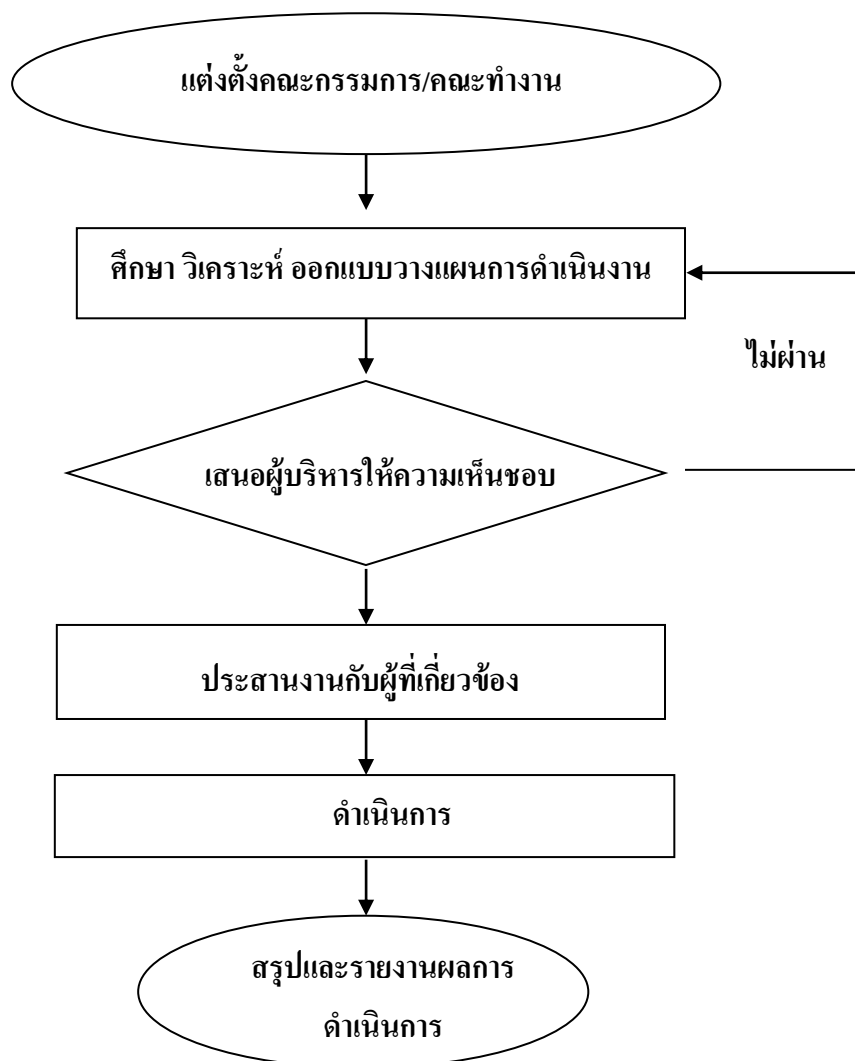 แต่งตั้งคณะกรรมการ/คณะทำงาน
ศึกษา วิเคราะห์ ออกแบบวางแผนการดำเนินงาน
ไม่ผ่าน
เสนอผู้บริหารให้ความเห็นชอบ
ประสานงานกับผู้ที่เกี่ยวข้อง
ดำเนินการ
สรุปและรายงานผลการ
ดำเนินการ